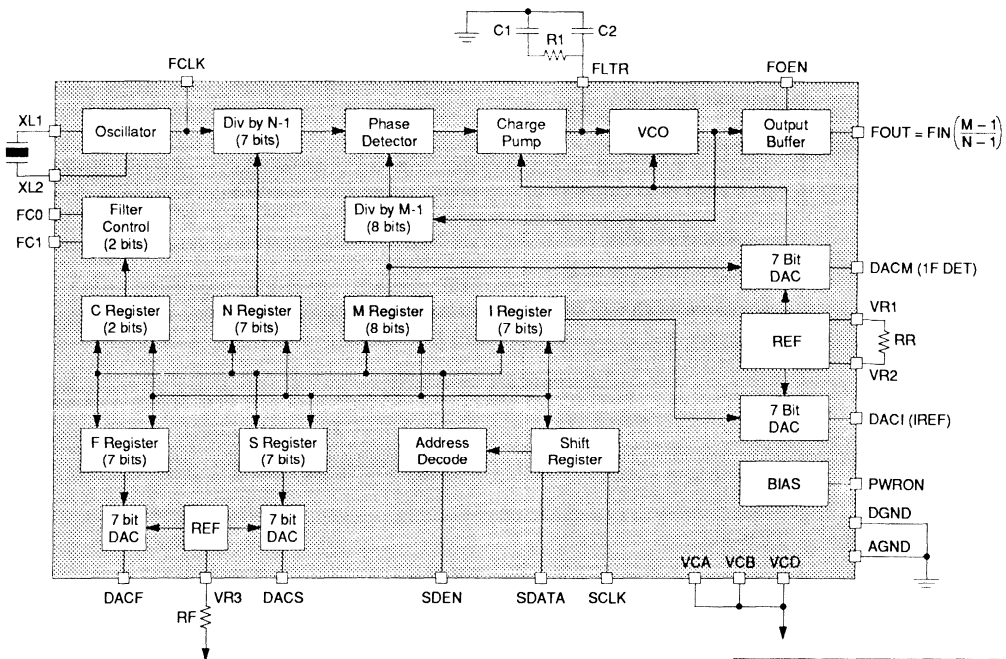 C1
R1
C2
FCLK
FLTR
FOEN
XL1
XL2
Oscillator
Div by N-1
(7 bits)
Phase
Detector
Charge
Pump
VCO
Output
Buffer
FOUT = FIN (M – 1 / N – 1)
FC0
FC1
Filter
Control
(2 bits)
Div by M-1
(8 bits)
7 Bit
DAC
DACM (1F DET)
C Register
(2 bits)
N Register
(7 bits)
M Register
(8 bits)
I Register
(7 bits)
REF
VR1
RR
VR2
7 Bit
DAC
DACI (IREF)
F Register
(7 bits)
S Register
(7 bits)
Address
Decode
Shift
Register
BIAS
PWRON
DGND
AGND
7 bit
DAC
REF
7 bit
DAC
VCA
VCB
VCD
DACF
VR3
DACS
SDEN
SDATA
SCLK
RF